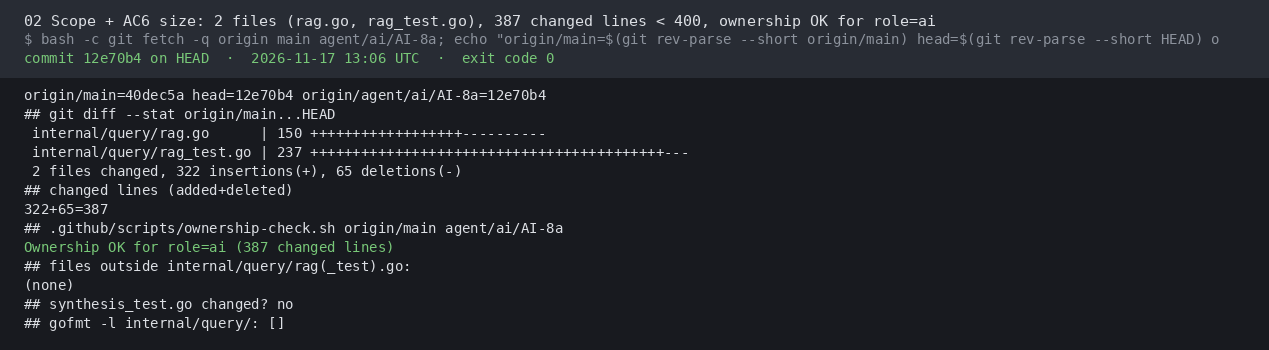 02 Scope + AC6 size: 2 files (rag.go, rag_test.go), 387 changed lines < 400, ownership OK for role=ai
$ bash -c git fetch -q origin main agent/ai/AI-8a; echo "origin/main=$(git rev-parse --short origin/main) head=$(git rev-parse --short HEAD) o
commit 12e70b4 on HEAD  ·  2026-11-17 13:06 UTC  ·  exit code 0
origin/main=40dec5a head=12e70b4 origin/agent/ai/AI-8a=12e70b4
## git diff --stat origin/main...HEAD
 internal/query/rag.go      | 150 ++++++++++++++++++----------
 internal/query/rag_test.go | 237 ++++++++++++++++++++++++++++++++++++++++++---
 2 files changed, 322 insertions(+), 65 deletions(-)
## changed lines (added+deleted)
322+65=387
## .github/scripts/ownership-check.sh origin/main agent/ai/AI-8a
Ownership OK for role=ai (387 changed lines)
## files outside internal/query/rag(_test).go:
(none)
## synthesis_test.go changed? no
## gofmt -l internal/query/: []